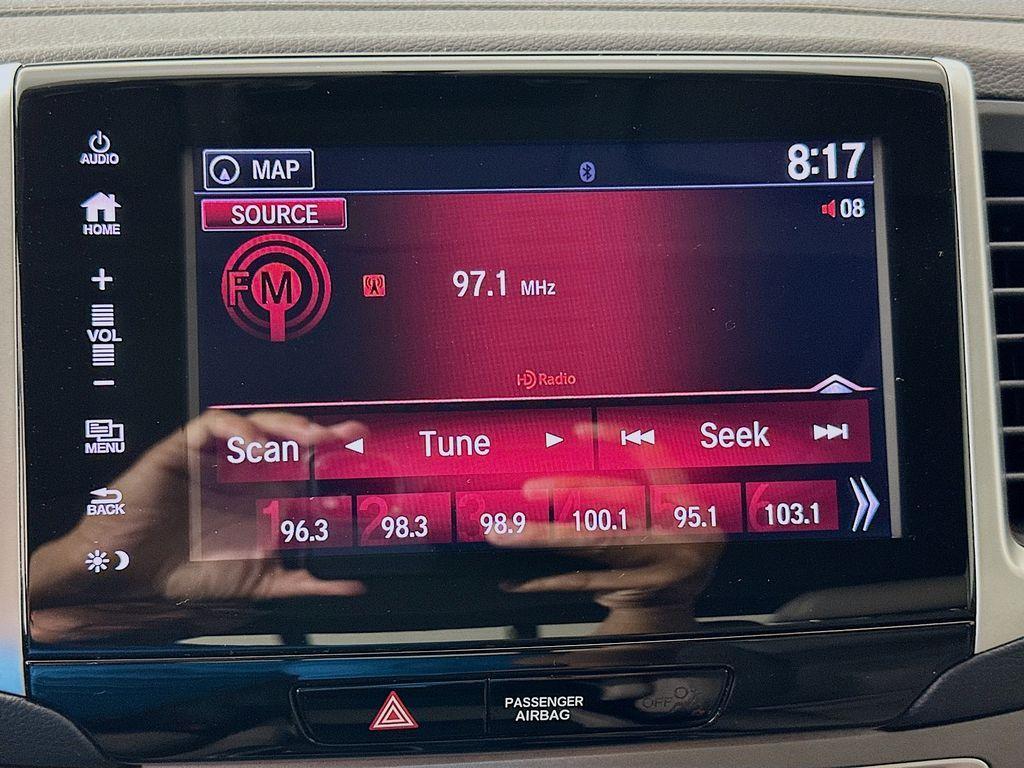 AUDIO
MAP
8:17
HOME
SOURCE
08
FM
97.1 MHz
VOL
HD Radio
MENU
Scan
Tune
Seek
BACK
1 96.3
2 98.3
3 98.9
4 100.1
5 95.1
6 103.1
PASSENGER
AIRBAG
OFF